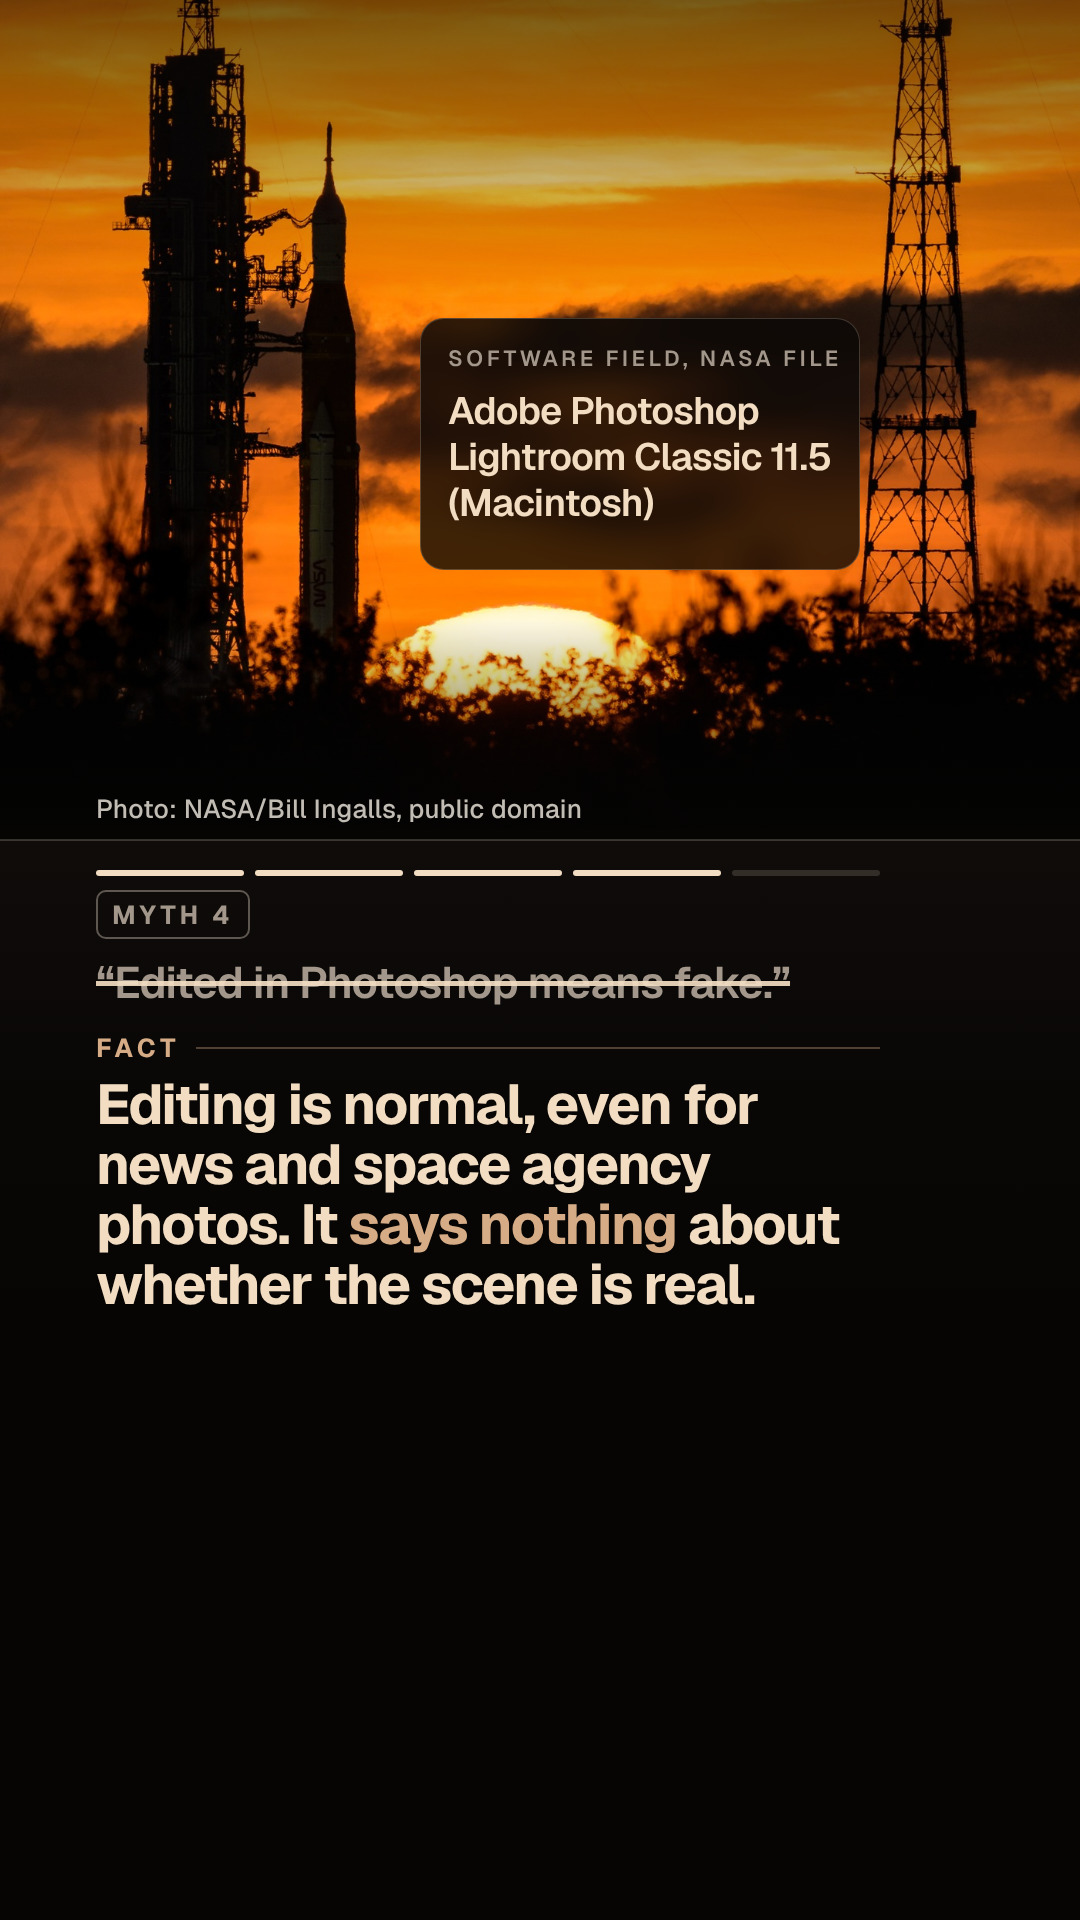 SOFTWARE FIELD, NASA FILE
Adobe Photoshop
Lightroom Classic 11.5
(Macintosh)
NASA
Photo: NASA/Bill Ingalls, public domain
MYTH 4
“Edited in Photoshop means fake.”
FACT
Editing is normal, even for
news and space agency
photos. It says nothing about
whether the scene is real.